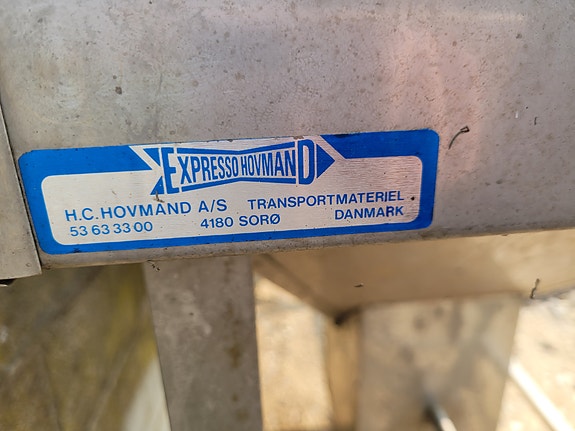 EXPRESSO HOVMAND
H.C. HOVMAND A/S TRANSPORTMATERIEL
53 63 33 00 4180 SORØ DANMARK